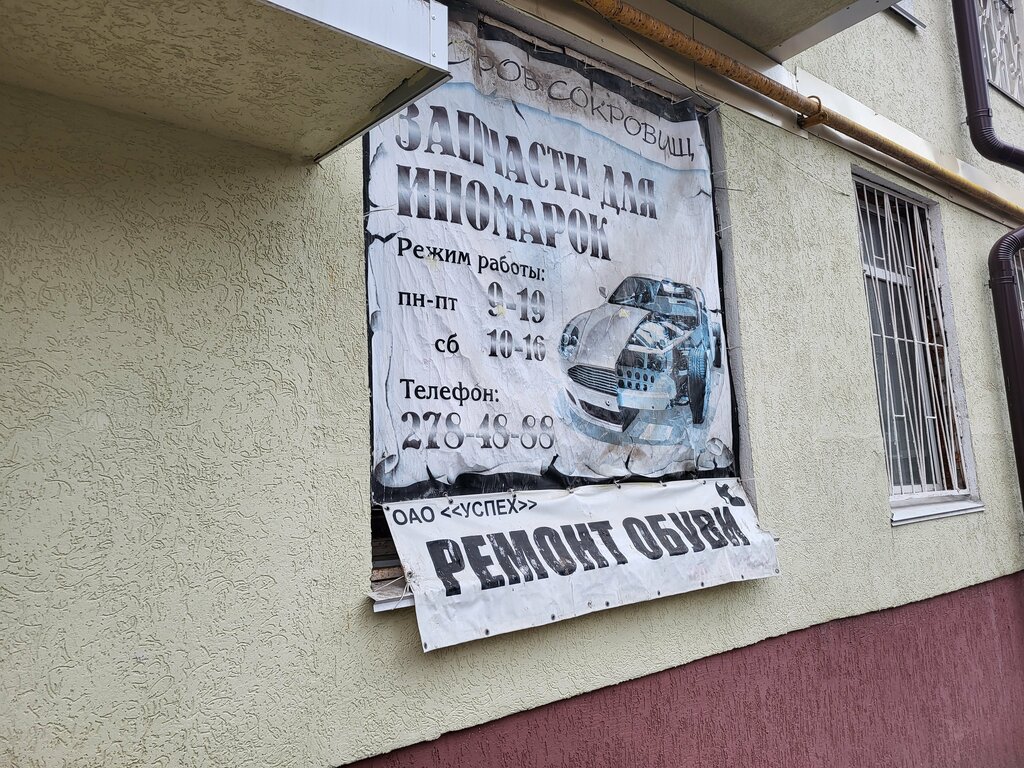 РОВ СОКРОВИЩ
ЗАПЧАСТИ ДЛЯ
ИНОМАРОК
Режим работы:
пн-пт 9-19
сб 10-16
Телефон:
278-48-88
ОАО <<УСПЕХ>>
РЕМОНТ ОБУВИ